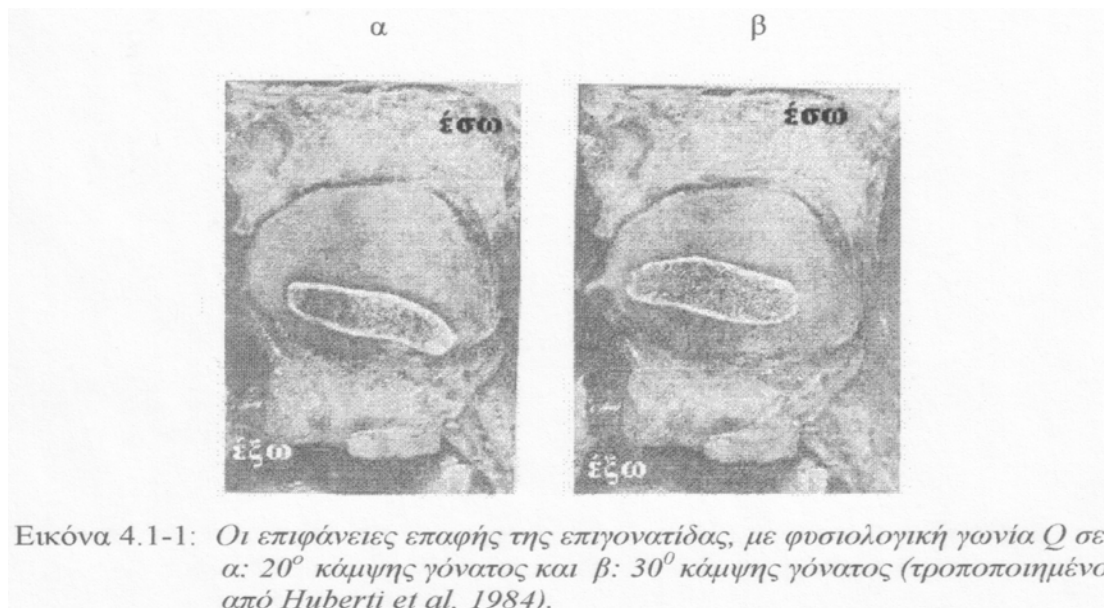 α β
έσω έσω
έξω έξω
Εικόνα 4.1-1: Οι επιφάνειες επαφής της επιγονατίδας, με φυσιολογική γωνία Q σε
α: 20° κάμψης γόνατος και β: 30⁰ κάμψης γόνατος (τροποποιημένο
από Huberti et al, 1984).